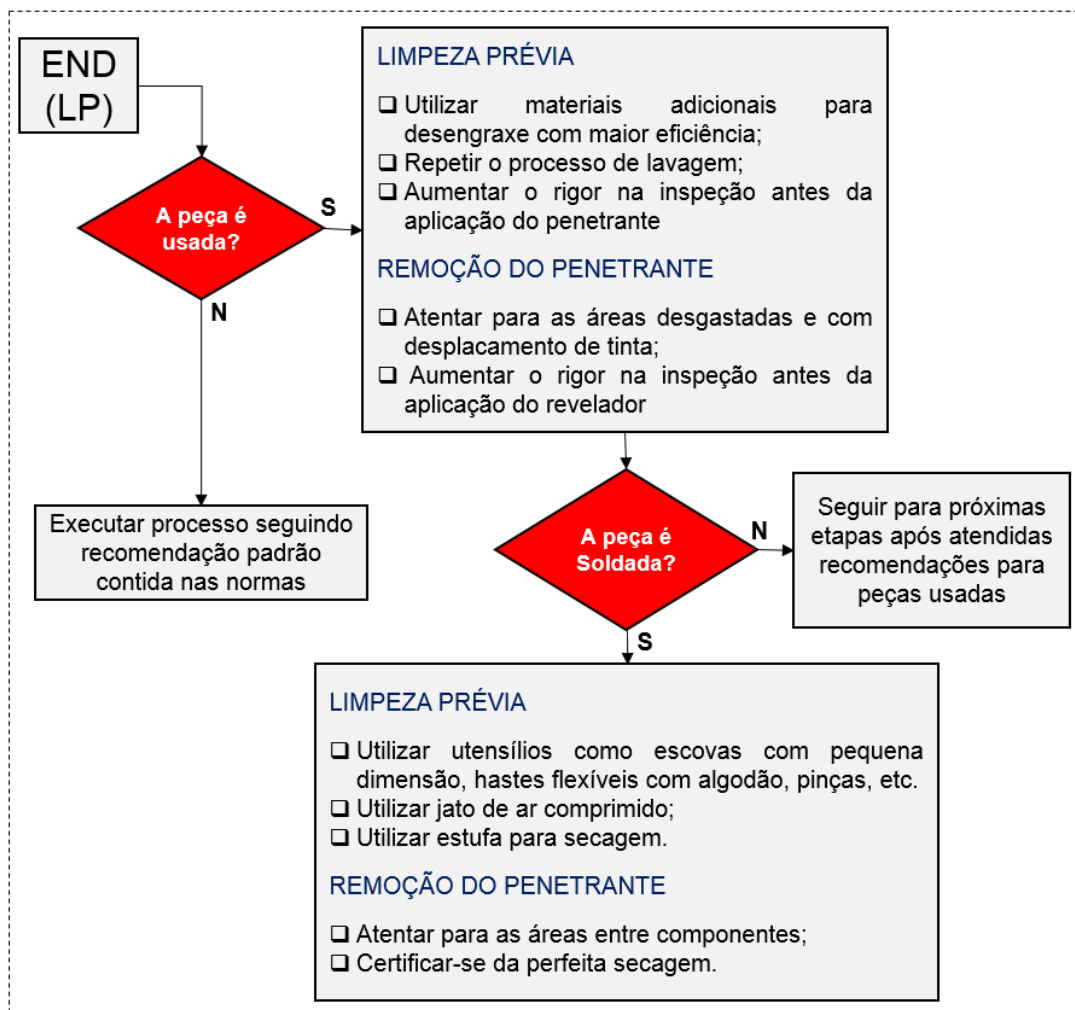 END
(LP)
LIMPEZA PRÉVIA
❑ Utilizar materiais adicionais para
desengraxe com maior eficiência;
❑ Repetir o processo de lavagem;
❑ Aumentar o rigor na inspeção antes da
aplicação do penetrante
REMOÇÃO DO PENETRANTE
❑ Atentar para as áreas desgastadas e com
desplacamento de tinta;
❑ Aumentar o rigor na inspeção antes da
aplicação do revelador
A peça é
usada?
S
N
Executar processo seguindo
recomendação padrão
contida nas normas
A peça é
Soldada?
N
S
Seguir para próximas
etapas após atendidas
recomendações para
peças usadas
LIMPEZA PRÉVIA
❑ Utilizar utensílios como escovas com pequena
dimensão, hastes flexíveis com algodão, pinças, etc.
❑ Utilizar jato de ar comprimido;
❑ Utilizar estufa para secagem.
REMOÇÃO DO PENETRANTE
❑ Atentar para as áreas entre componentes;
❑ Certificar-se da perfeita secagem.